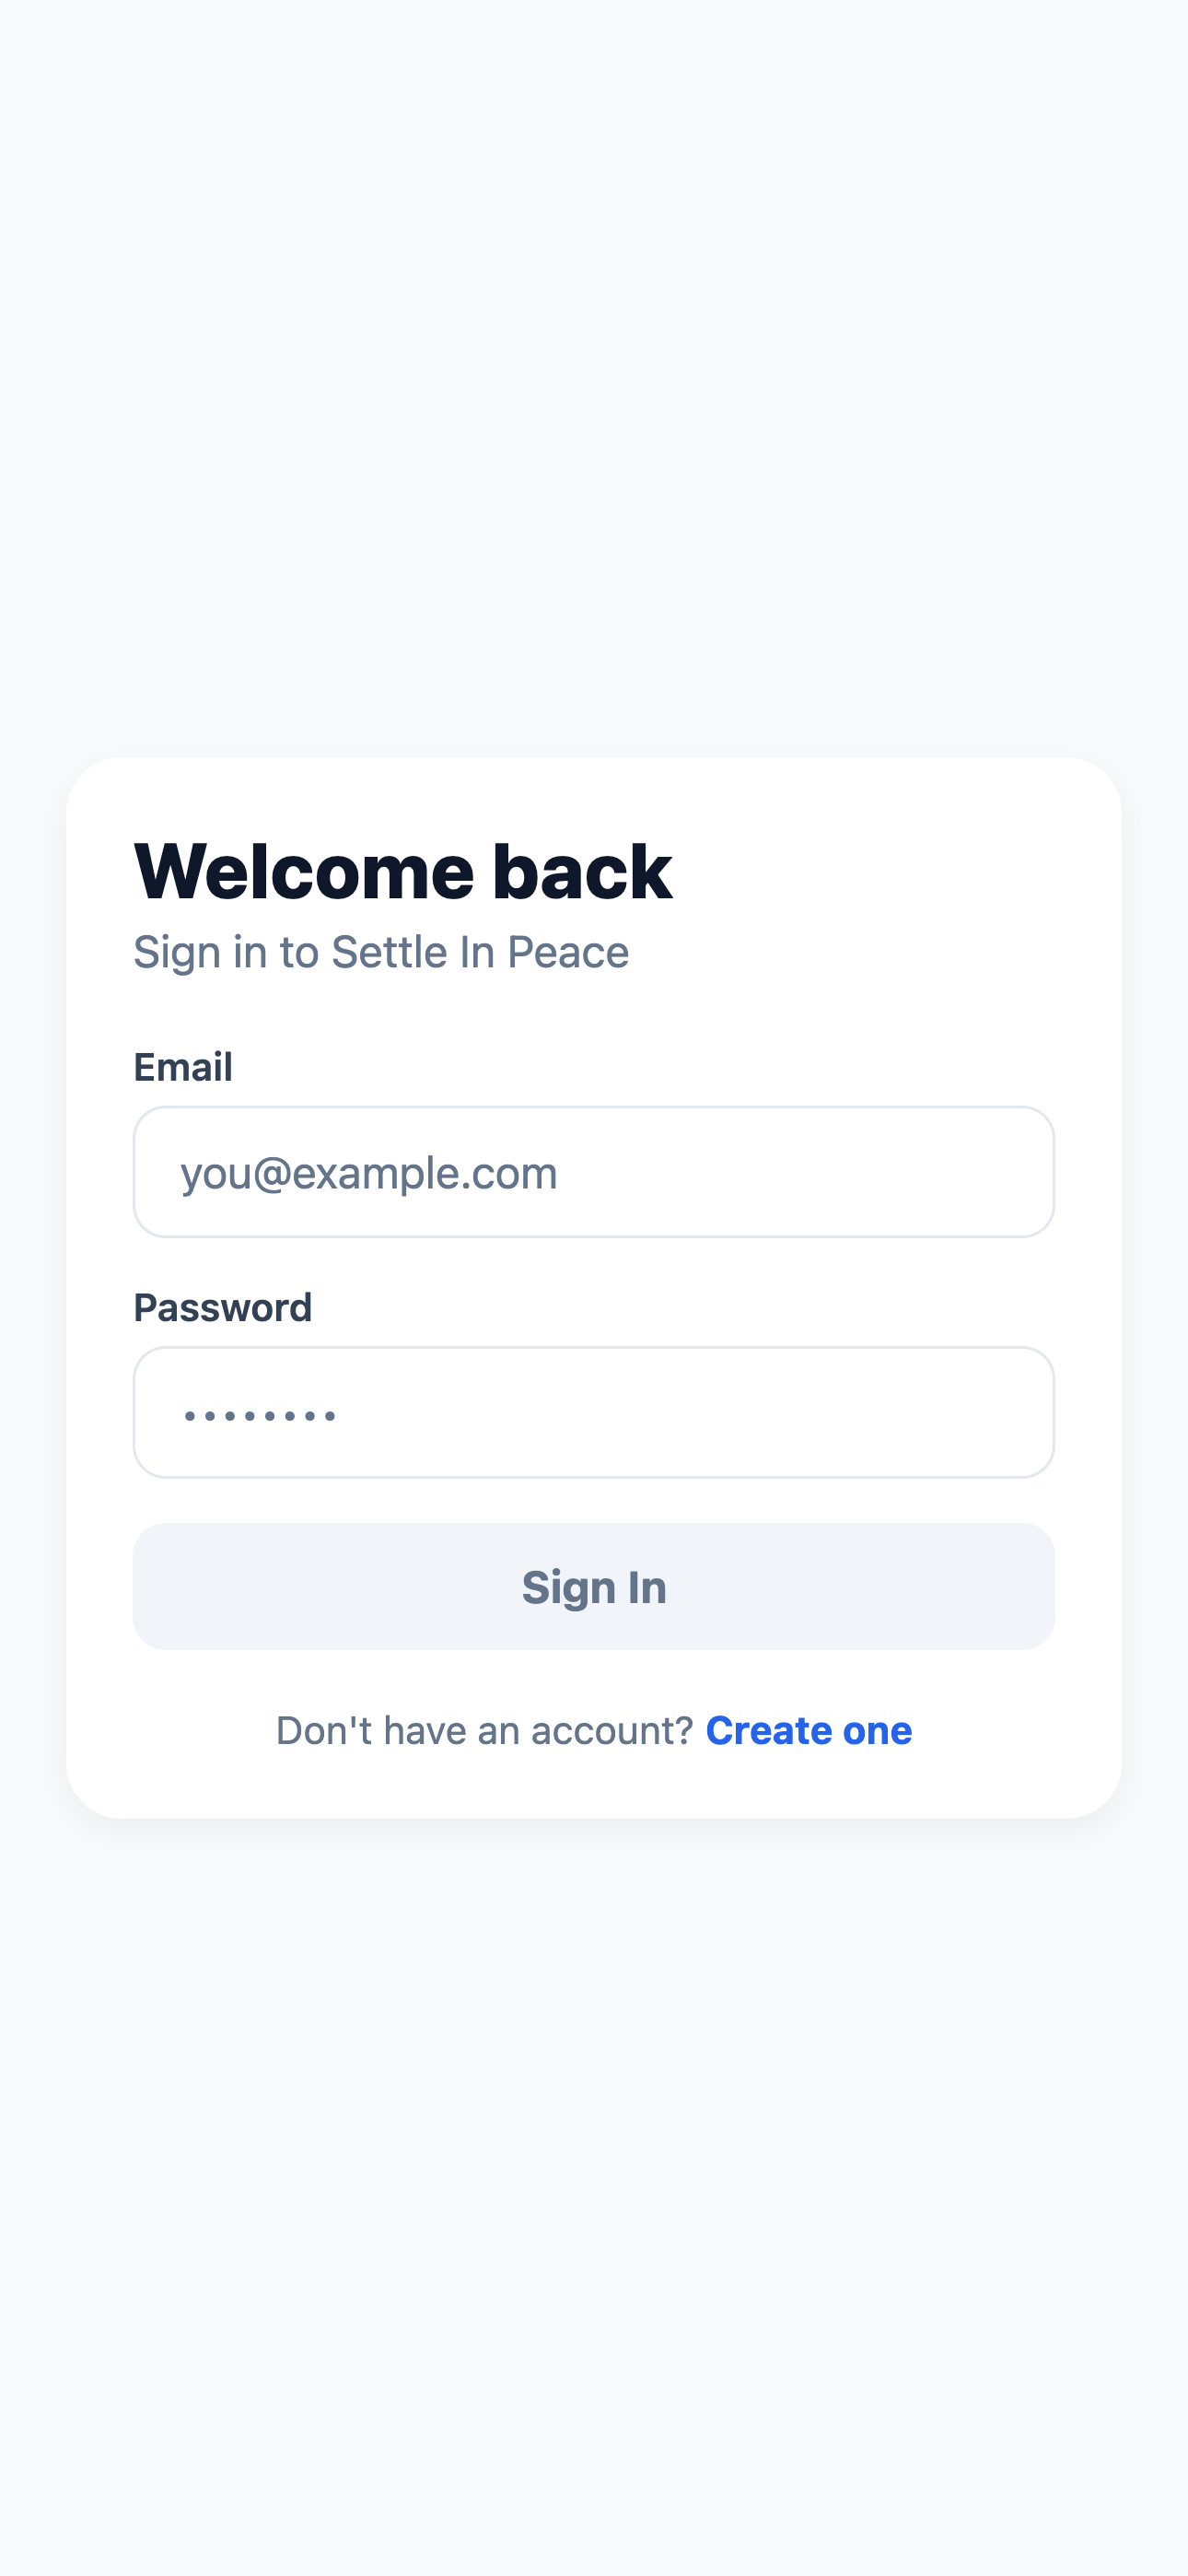 Welcome back
Sign in to Settle In Peace
Email
you@example.com
Password
••••••••
Sign In
Don't have an account? Create one